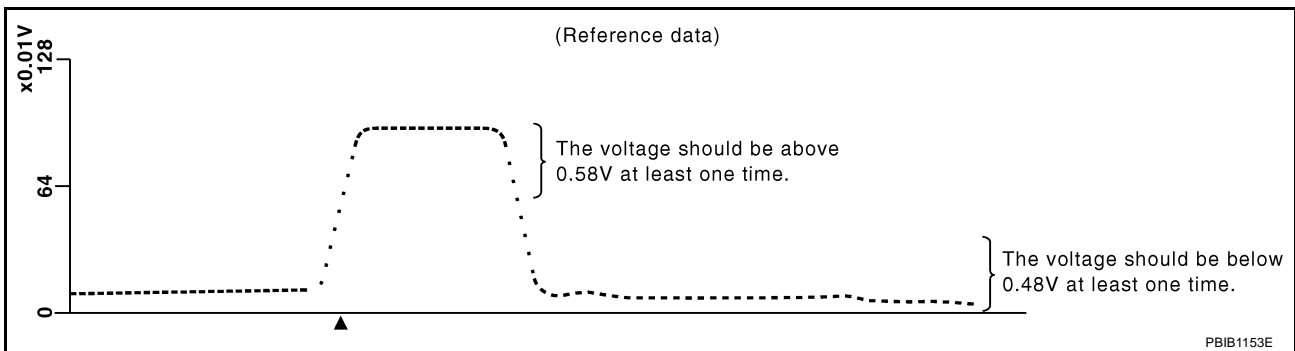 (Reference data)
x0.01V
128
64
0
The voltage should be above
0.58V at least one time.
The voltage should be below
0.48V at least one time.
PBIB1153E